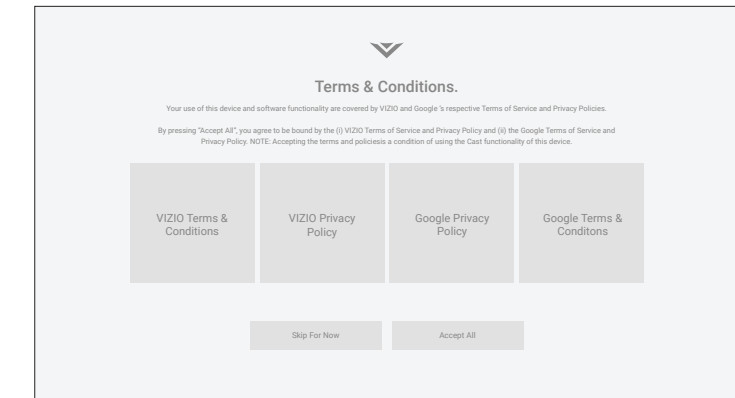 Terms & Conditions.
Your use of this device and software functionality are covered by VIZIO and Google 's respective Terms of Service and Privacy Policies.
By pressing "Accept All", you agree to be bound by the (i) VIZIO Terms of Service and Privacy Policy and (ii) the Google Terms of Service and
Privacy Policy. NOTE: Accepting the terms and policiesis a condition of using the Cast functionality of this device.
VIZIO Terms &
Conditions
VIZIO Privacy
Policy
Google Privacy
Policy
Google Terms &
Conditons
Skip For Now
Accept All